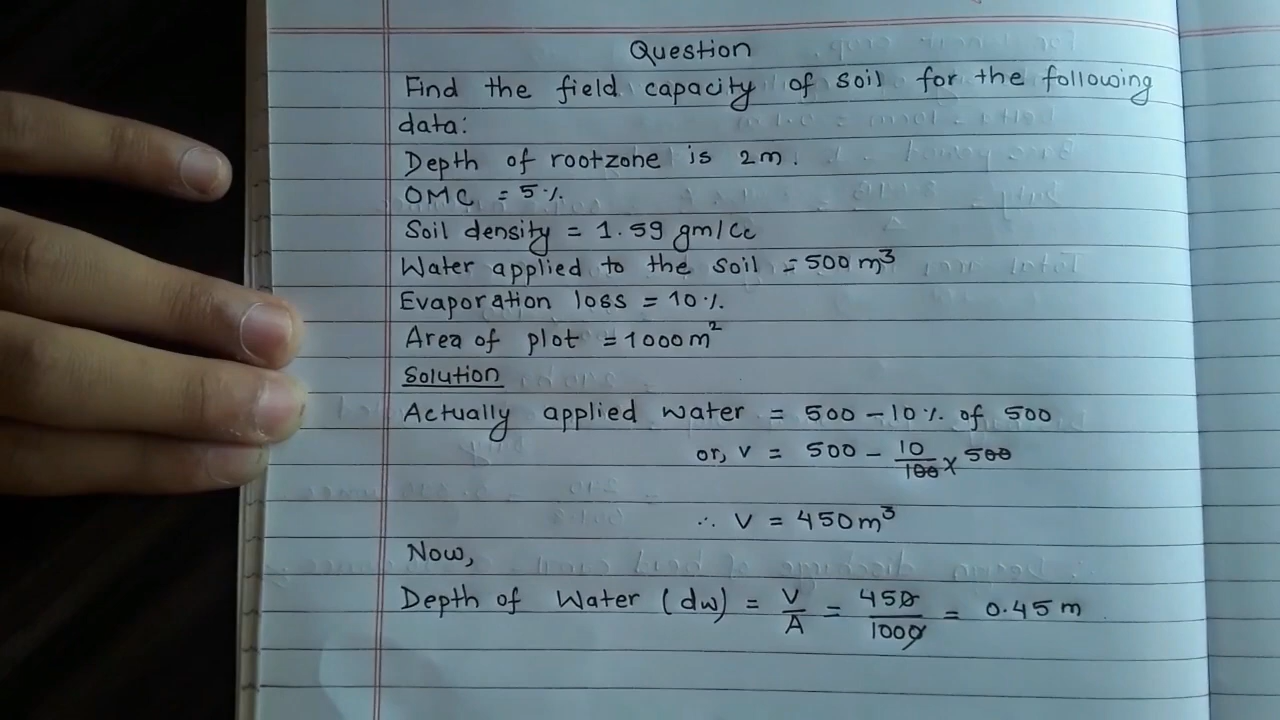 Question
Find the field capacity of soil for the following
data:
Depth of rootzone is 2m.
OMC = 5%
Soil density = 1.59 gm/cc
Water applied to the soil = 500 m³
Evaporation loss = 10%
Area of plot = 1000 m²
Solution
Actually applied water = 500 - 10% of 500
or, V = 500 - 10/100 × 500
∴ V = 450 m³
Now,
Depth of Water (dw) = V/A = 450/1000 = 0.45 m